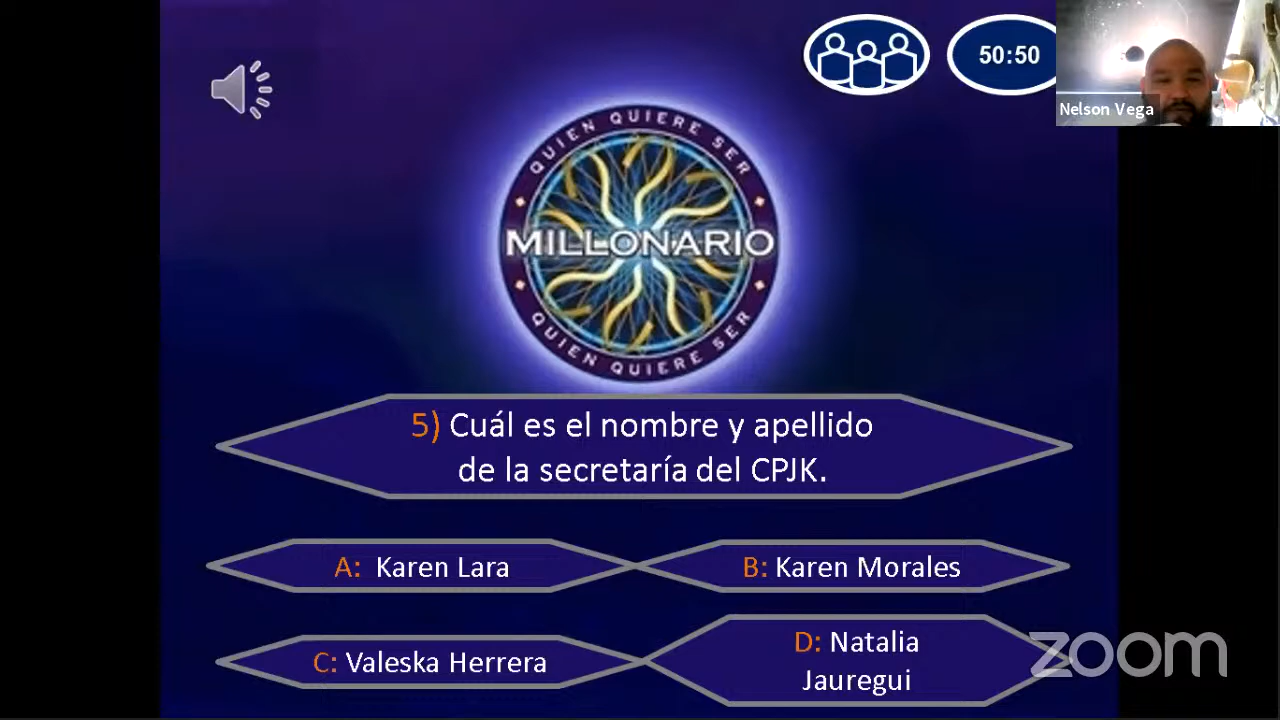 50:50
Nelson Vega
QUIEN QUIERE SER
MILLONARIO
QUIEN QUIERE SER
5) Cuál es el nombre y apellido
de la secretaría del CPJK.
A: Karen Lara
B: Karen Morales
C: Valeska Herrera
D: Natalia
Jauregui
zoom